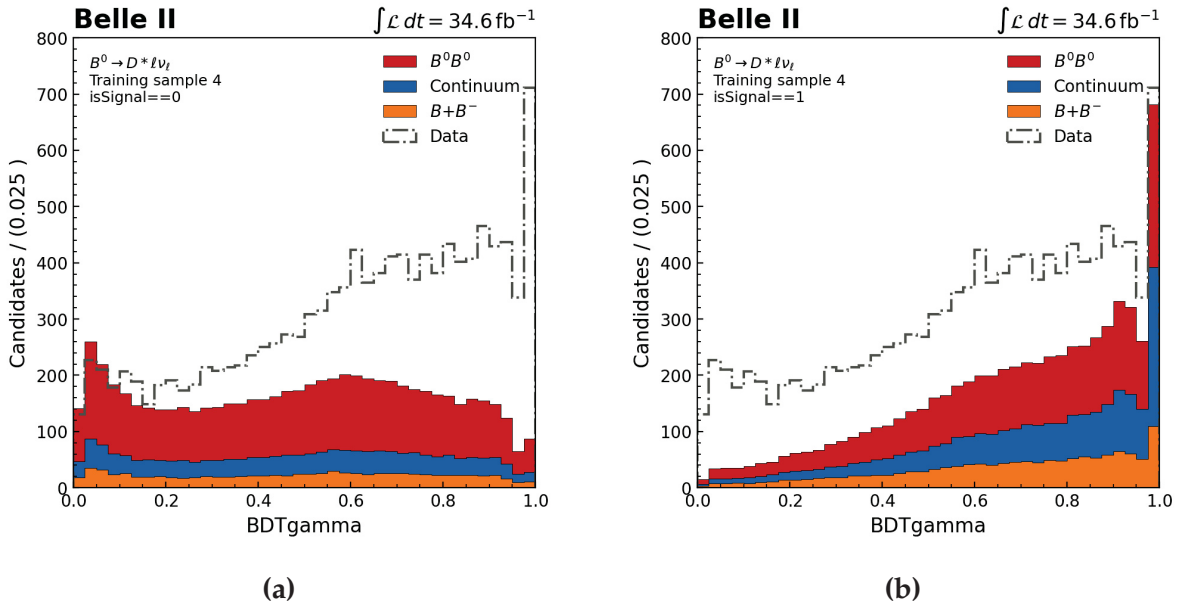 Belle II
∫ℒ dt = 34.6 fb⁻¹
B⁰ → D * ℓν_ℓ
Training sample 4
isSignal==0
B⁰B⁰
Continuum
B+B⁻
Data
Candidates / (0.025 )
800
700
600
500
400
300
200
100
0
0.0 0.2 0.4 0.6 0.8 1.0
BDTgamma
(a)
Belle II
∫ℒ dt = 34.6 fb⁻¹
B⁰ → D * ℓν_ℓ
Training sample 4
isSignal==1
B⁰B⁰
Continuum
B+B⁻
Data
Candidates / (0.025 )
800
700
600
500
400
300
200
100
0
0.0 0.2 0.4 0.6 0.8 1.0
BDTgamma
(b)